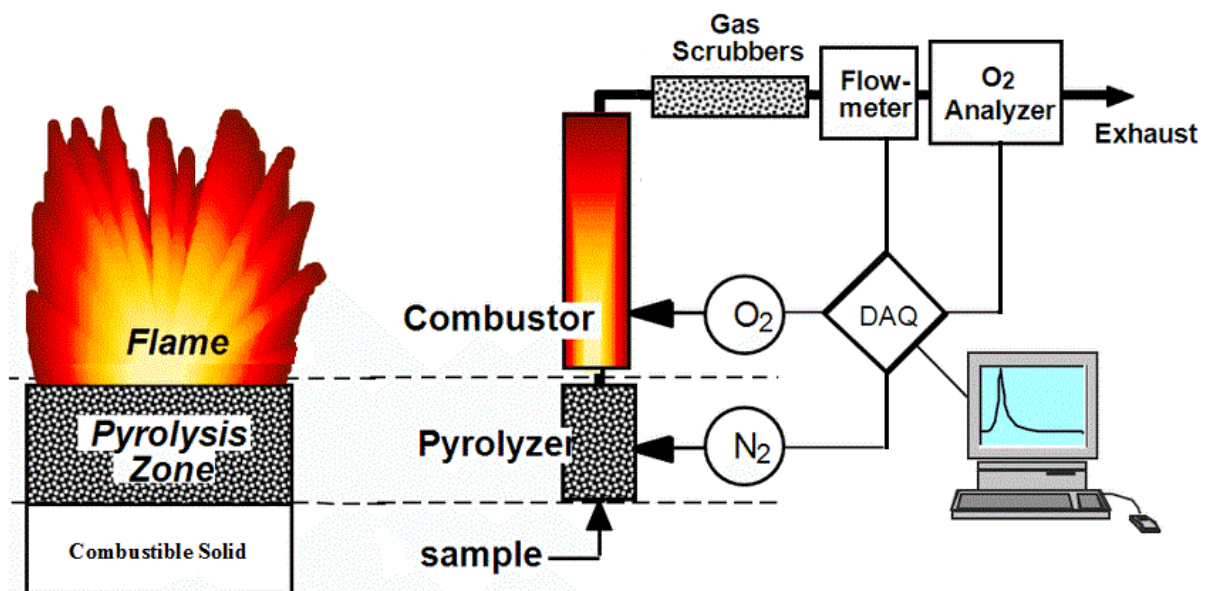 Gas
Scrubbers
Flow-
meter
O2
Analyzer
Exhaust
Flame
Combustor
O2
DAQ
Pyrolysis
Zone
Pyrolyzer
N2
Combustible Solid
sample